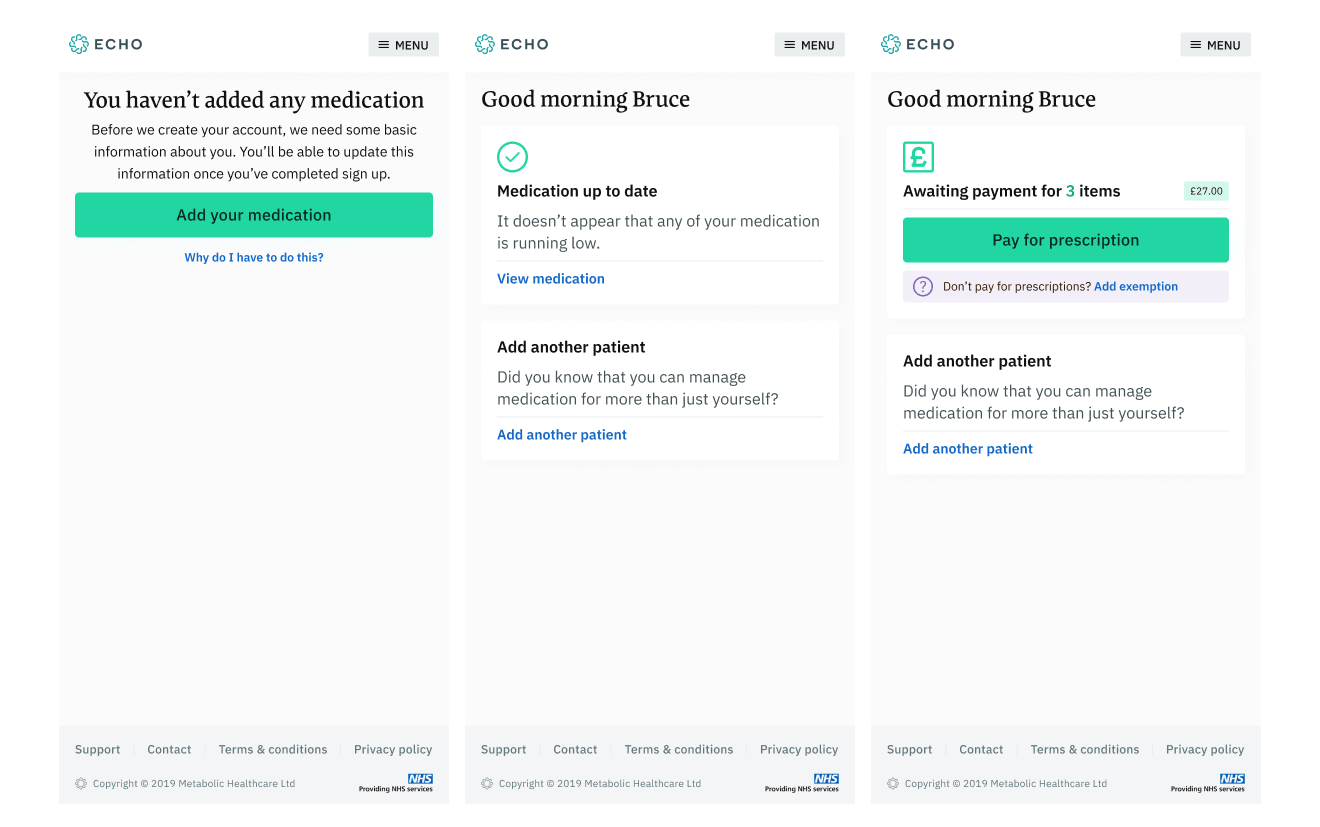 ECHO
MENU
You haven’t added any medication
Before we create your account, we need some basic
information about you. You’ll be able to update this
information once you’ve completed sign up.
Add your medication
Why do I have to do this?
Support
Contact
Terms & conditions
Privacy policy
Copyright © 2019 Metabolic Healthcare Ltd
NHS
Providing NHS services
ECHO
MENU
Good morning Bruce
Medication up to date
It doesn’t appear that any of your medication
is running low.
View medication
Add another patient
Did you know that you can manage
medication for more than just yourself?
Add another patient
Support
Contact
Terms & conditions
Privacy policy
Copyright © 2019 Metabolic Healthcare Ltd
NHS
Providing NHS services
ECHO
MENU
Good morning Bruce
£
Awaiting payment for 3 items
£27.00
Pay for prescription
? Don’t pay for prescriptions? Add exemption
Add another patient
Did you know that you can manage
medication for more than just yourself?
Add another patient
Support
Contact
Terms & conditions
Privacy policy
Copyright © 2019 Metabolic Healthcare Ltd
NHS
Providing NHS services